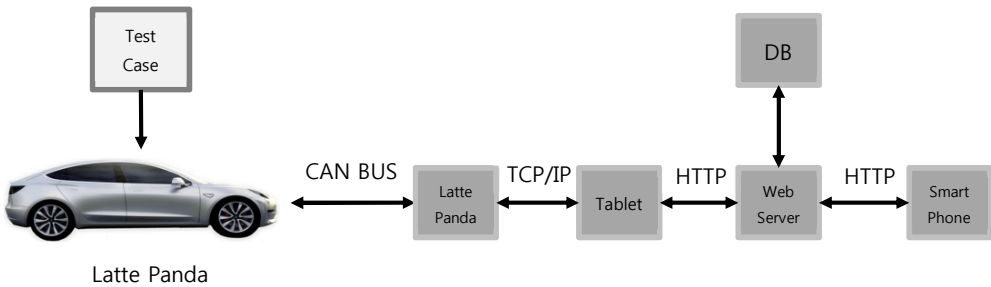 Test
Case
DB
CAN BUS
TCP/IP
HTTP
HTTP
Latte
Panda
Tablet
Web
Server
Smart
Phone
Latte Panda